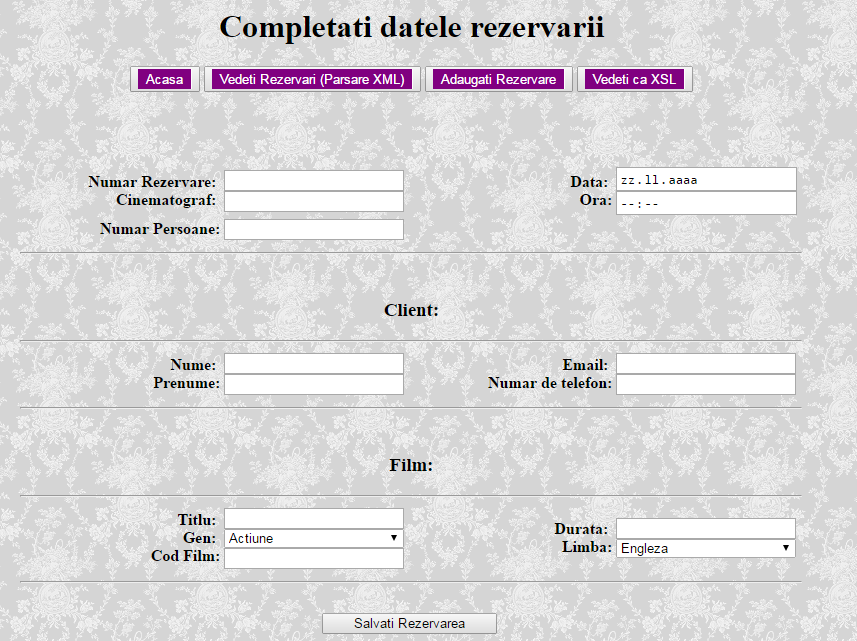 Completati datele rezervarii
Acasa Vedeti Rezervari (Parsare XML) Adaugati Rezervare Vedeti ca XSL
Numar Rezervare: Data: zz.ll.aaaa
Cinematograf: Ora: --:--
Numar Persoane:
Client:
Nume: Email:
Prenume: Numar de telefon:
Film:
Titlu: Durata:
Gen: Actiune Limba: Engleza
Cod Film:
Salvati Rezervarea